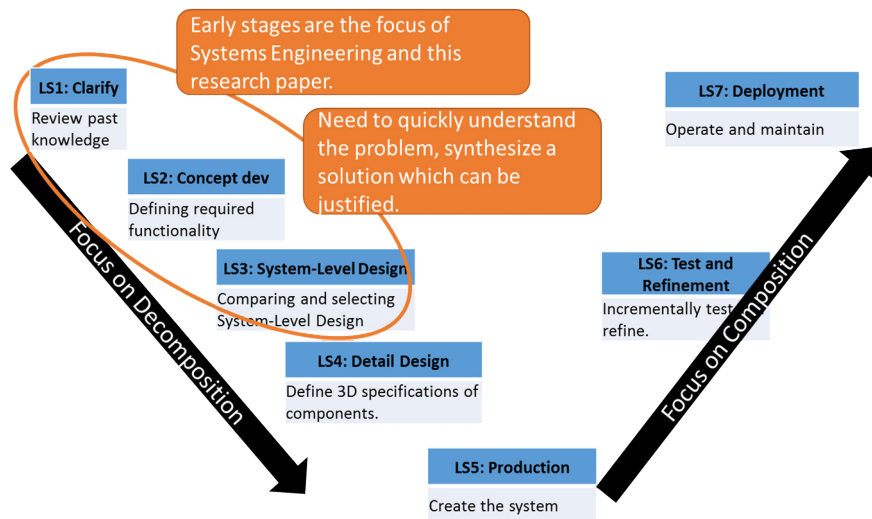 Early stages are the focus of
Systems Engineering and this
research paper.
LS1: Clarify
Review past
knowledge
Need to quickly understand
the problem, synthesize a
solution which can be
justified.
LS2: Concept dev
Defining required
functionality
LS3: System-Level Design
Comparing and selecting
System-Level Design
LS4: Detail Design
Define 3D specifications of
components.
Focus on Decomposition
LS5: Production
Create the system
LS6: Test and
Refinement
Incrementally test
refine.
LS7: Deployment
Operate and maintain
Focus on Composition